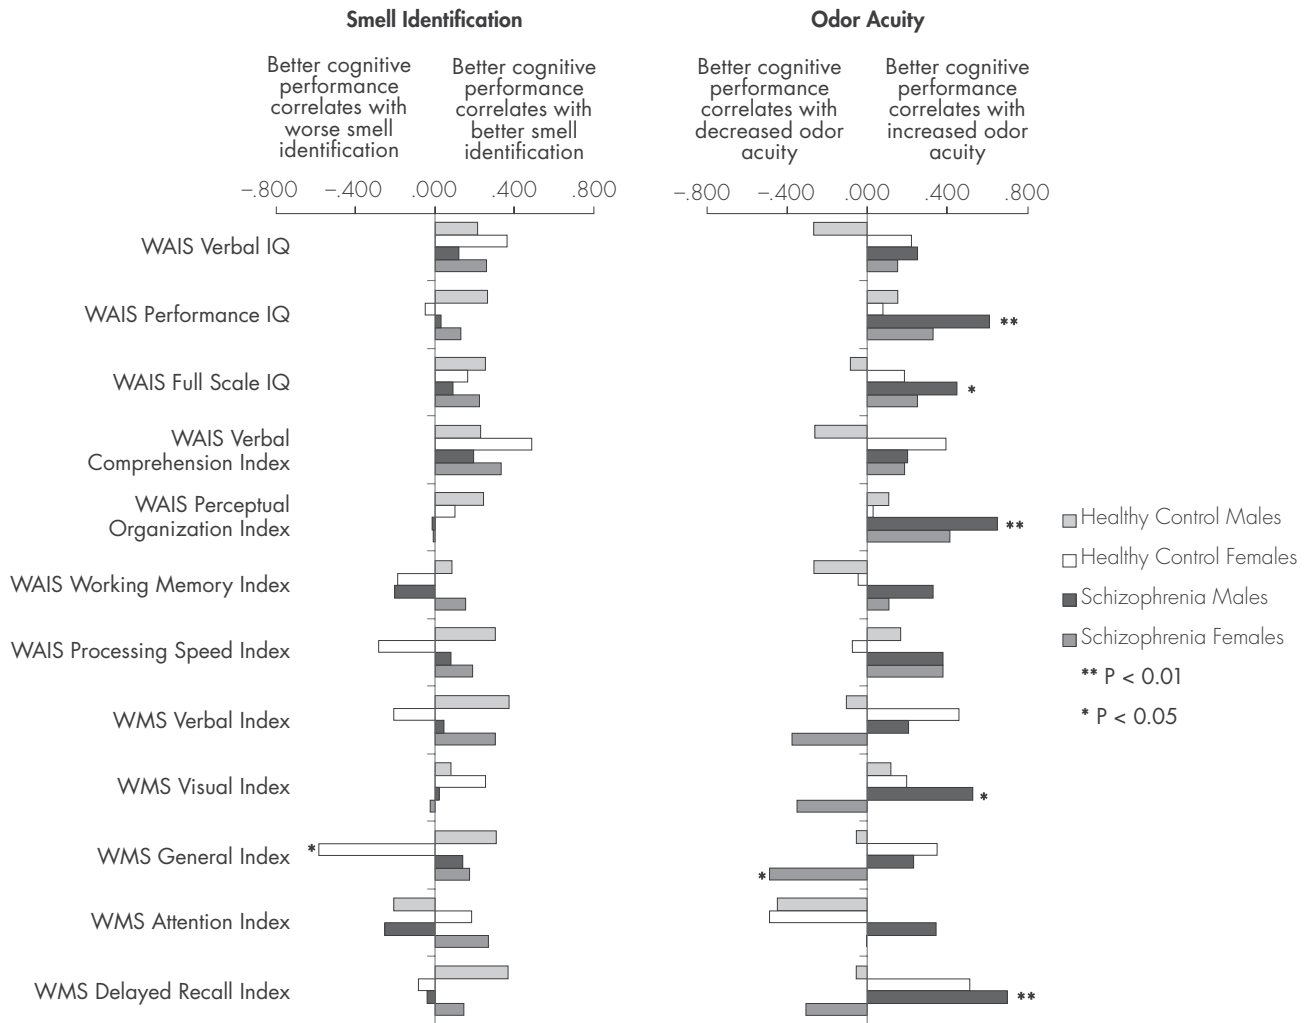 Smell Identification
Odor Acuity
Better cognitive
performance
correlates with
worse smell
identification
Better cognitive
performance
correlates with
better smell
identification
Better cognitive
performance
correlates with
decreased odor
acuity
Better cognitive
performance
correlates with
increased odor
acuity
−.800 −.400 .000 .400 .800
−.800 −.400 .000 .400 .800
WAIS Verbal IQ
WAIS Performance IQ
**
WAIS Full Scale IQ
*
WAIS Verbal
Comprehension Index
WAIS Perceptual
Organization Index
**
WAIS Working Memory Index
WAIS Processing Speed Index
WMS Verbal Index
WMS Visual Index
*
WMS General Index
*
*
WMS Attention Index
WMS Delayed Recall Index
**
Healthy Control Males
Healthy Control Females
Schizophrenia Males
Schizophrenia Females
** P < 0.01
* P < 0.05